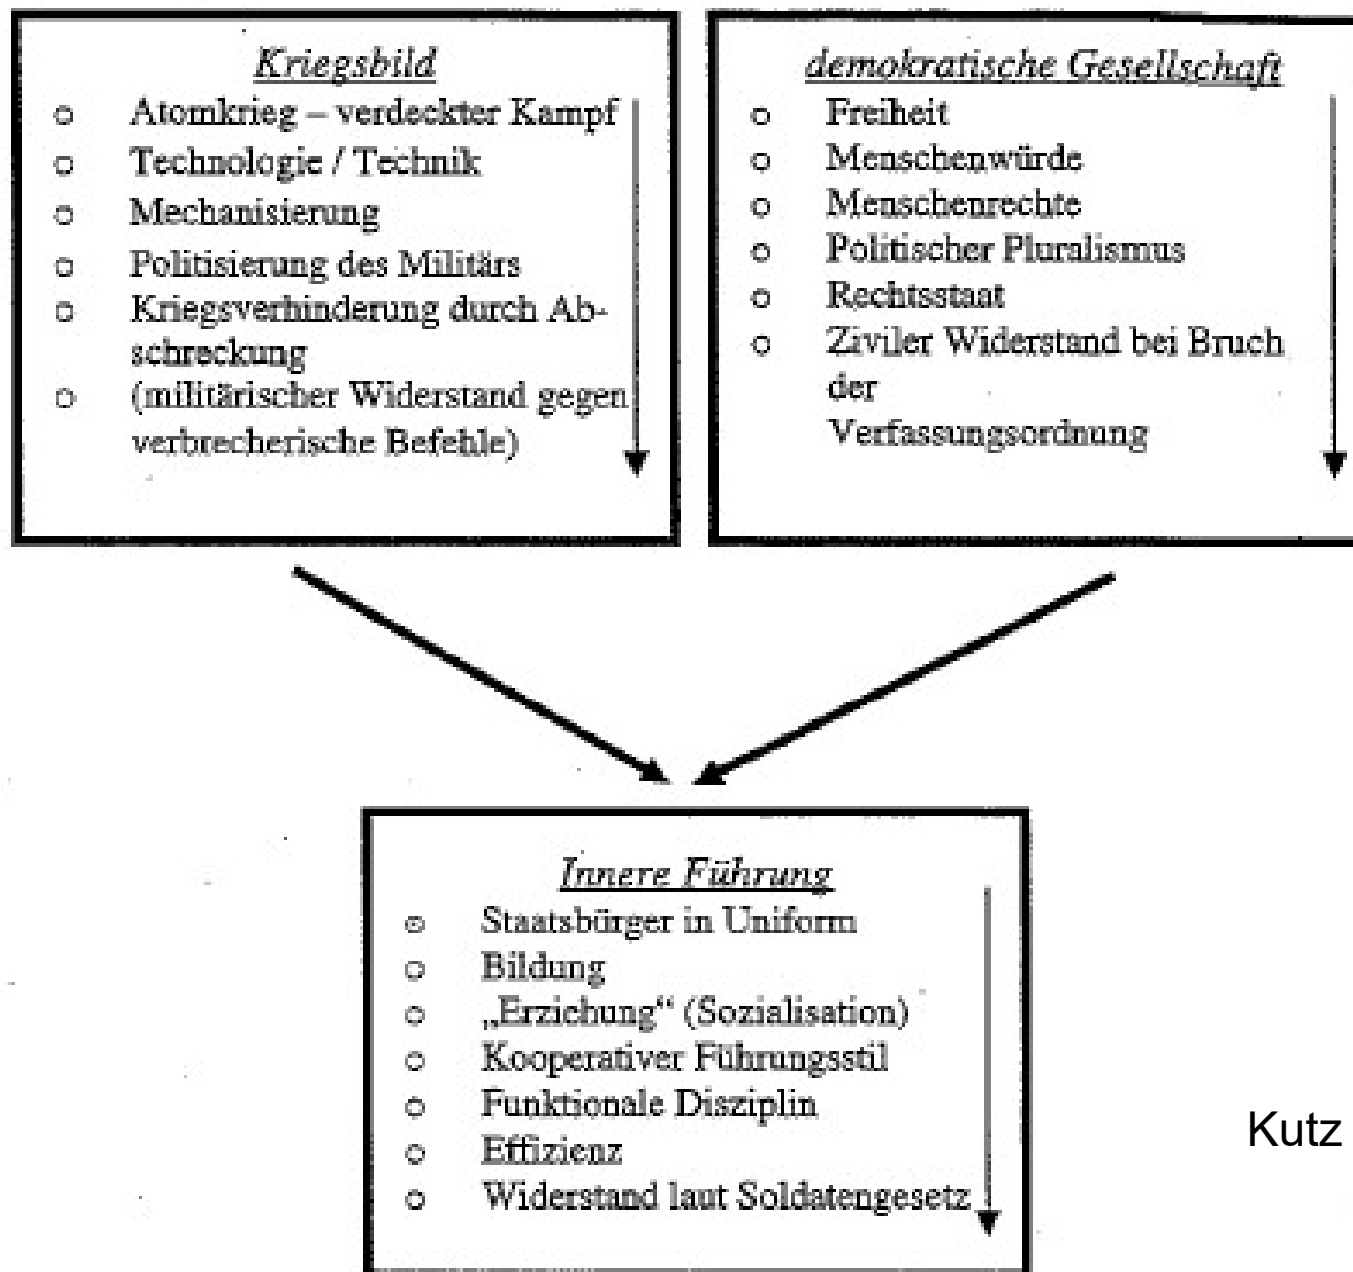 Kriegsbild
o Atomkrieg – verdeckter Kampf
o Technologie / Technik
o Mechanisierung
o Politisierung des Militärs
o Kriegsverhinderung durch Ab-
schreckung
o (militärischer Widerstand gegen
verbrecherische Befehle)
demokratische Gesellschaft
o Freiheit
o Menschenwürde
o Menschenrechte
o Politischer Pluralismus
o Rechtsstaat
o Ziviler Widerstand bei Bruch
der
Verfassungsordnung
Innere Führung
o Staatsbürger in Uniform
o Bildung
o „Erziehung“ (Sozialisation)
o Kooperativer Führungsstil
o Funktionale Disziplin
o Effizienz
o Widerstand laut Soldatengesetz
Kutz